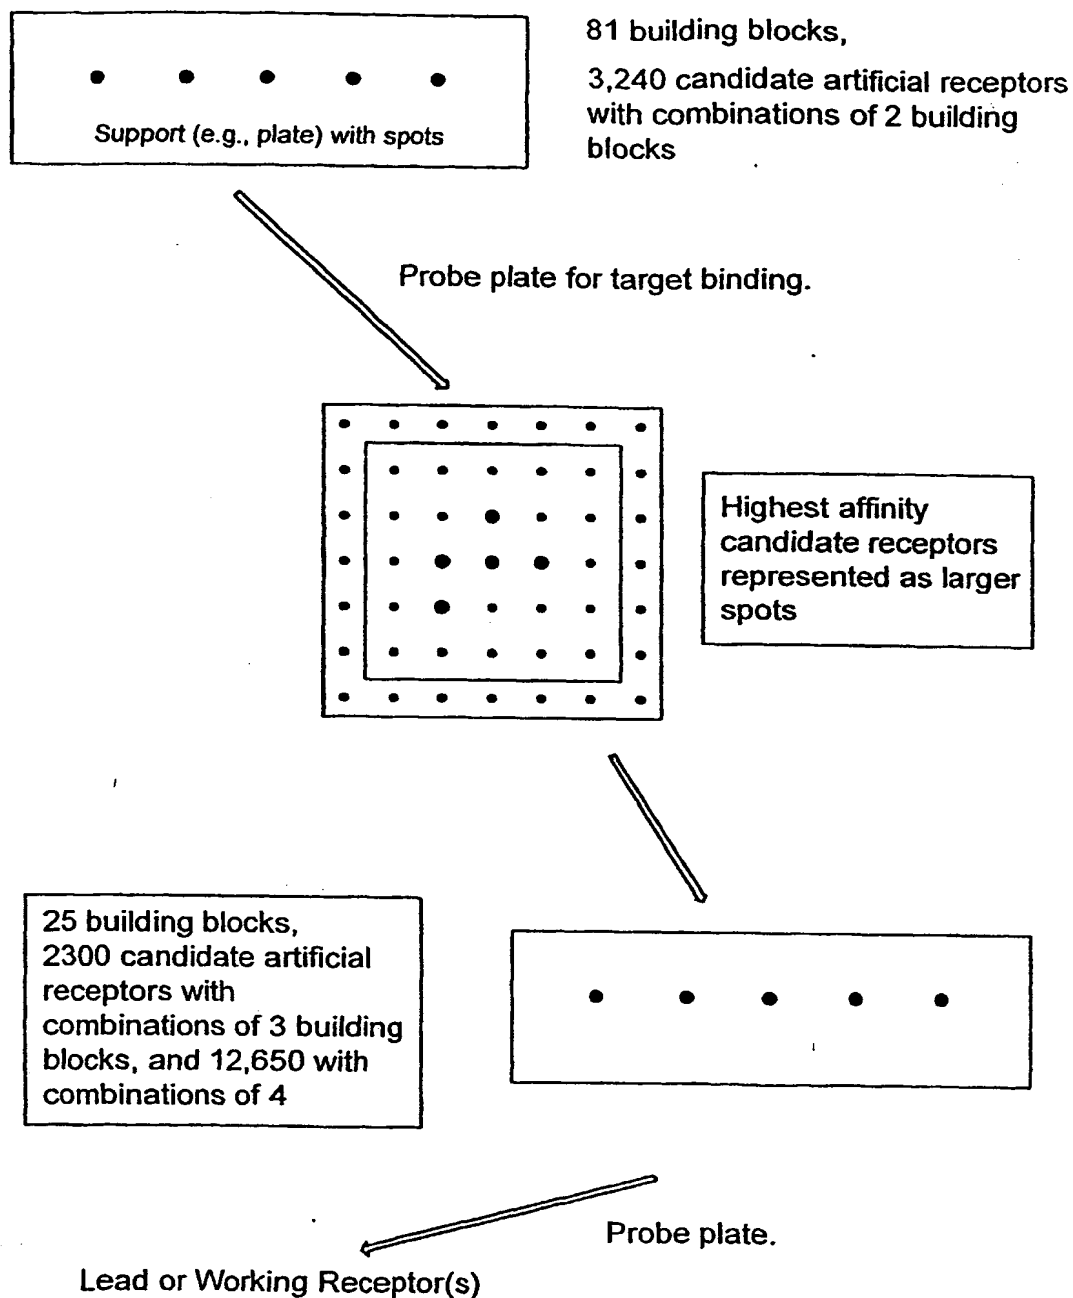 81 building blocks,
3,240 candidate artificial receptors
with combinations of 2 building
blocks
Support (e.g., plate) with spots
Probe plate for target binding.
Highest affinity
candidate receptors
represented as larger
spots
25 building blocks,
2300 candidate artificial
receptors with
combinations of 3 building
blocks, and 12,650 with
combinations of 4
Probe plate.
Lead or Working Receptor(s)